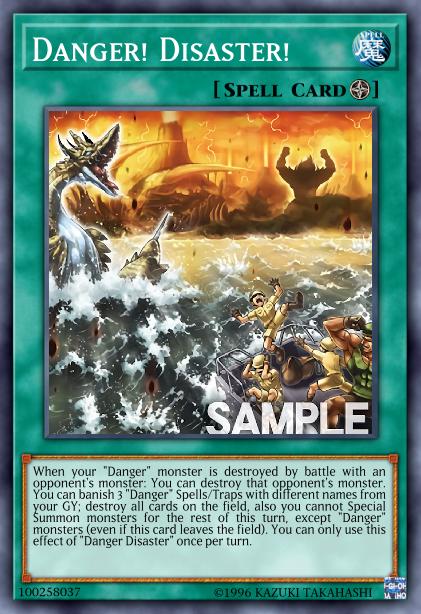 DANGER! DISASTER!
SPELL
魔
[SPELL CARD]
SAMPLE
When your "Danger" monster is destroyed by battle with an
opponent's monster: You can destroy that opponent's monster.
You can banish 3 "Danger" Spells/Traps with different names from
your GY; destroy all cards on the field, also you cannot Special
Summon monsters for the rest of this turn, except "Danger"
monsters (even if this card leaves the field). You can only use this
effect of "Danger Disaster" once per turn.
100258037
©1996 KAZUKI TAKAHASHI